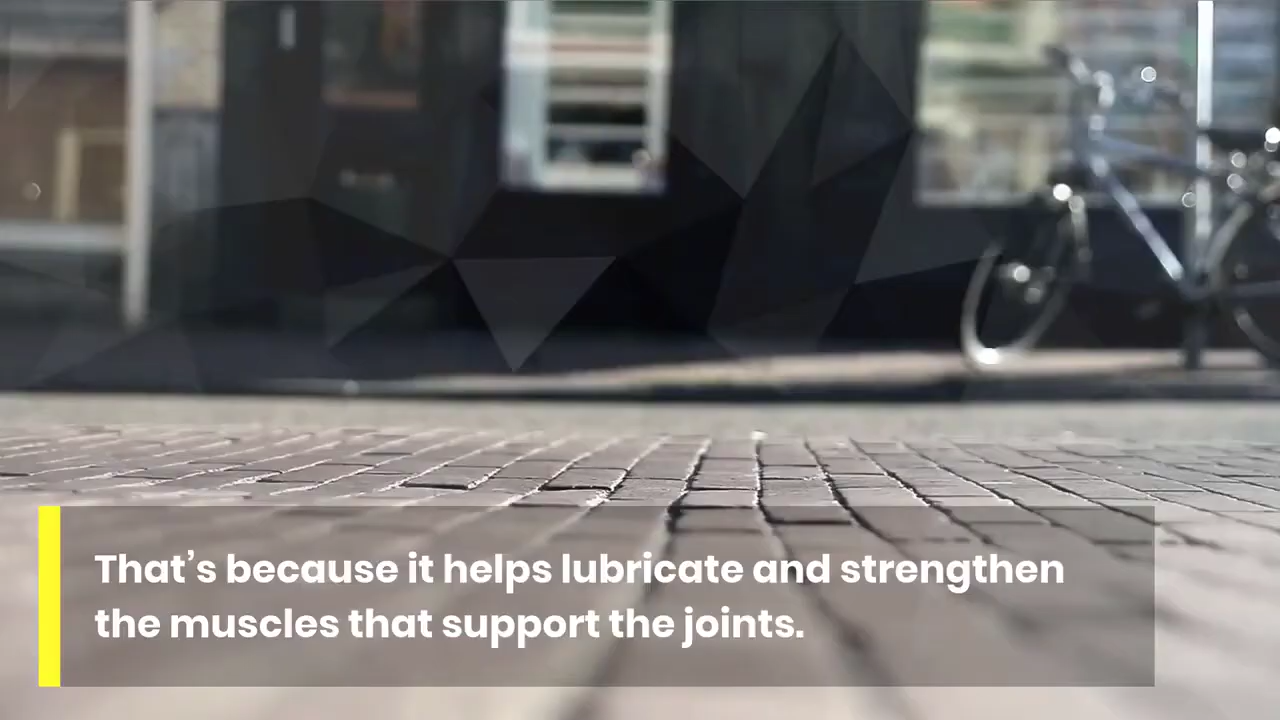 That’s because it helps lubricate and strengthen
the muscles that support the joints.